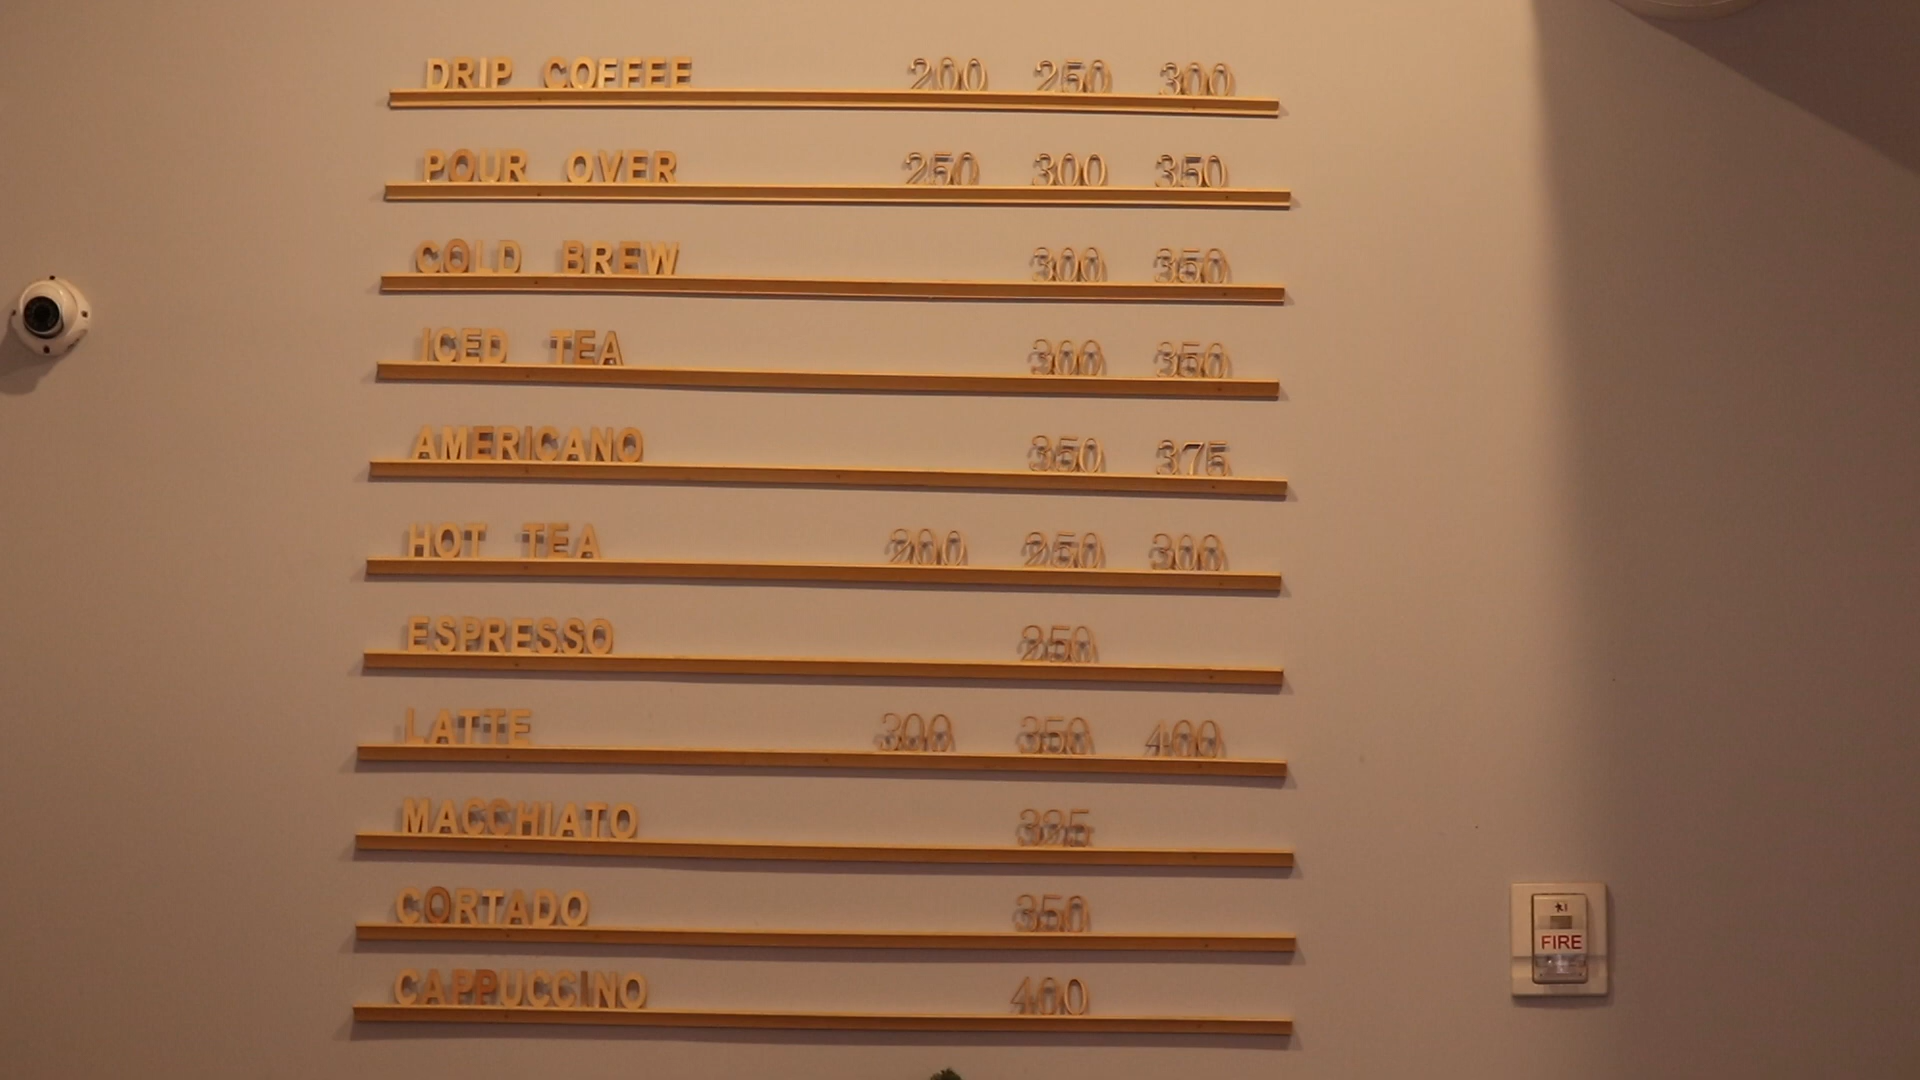 DRIP COFFEE 200 250 300
POUR OVER 250 300 350
COLD BREW 300 350
ICED TEA 300 350
AMERICANO 350 375
HOT TEA 200 250 300
ESPRESSO 250
LATTE 300 350 400
MACCHIATO 325
CORTADO 350
CAPPUCCINO 400
FIRE